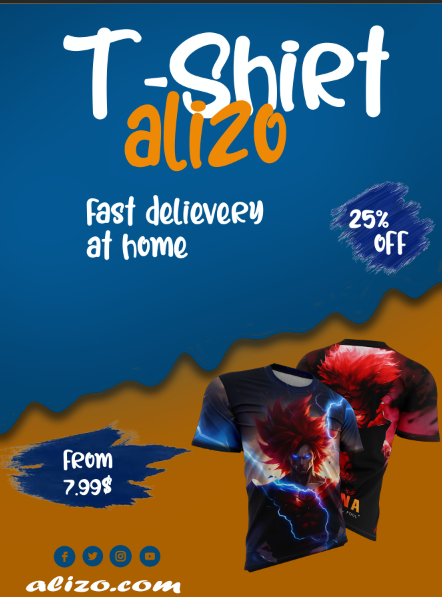 T-Shirt
alizo
Fast delievery
at home
25%
OFF
From
7.99$
alizo.com